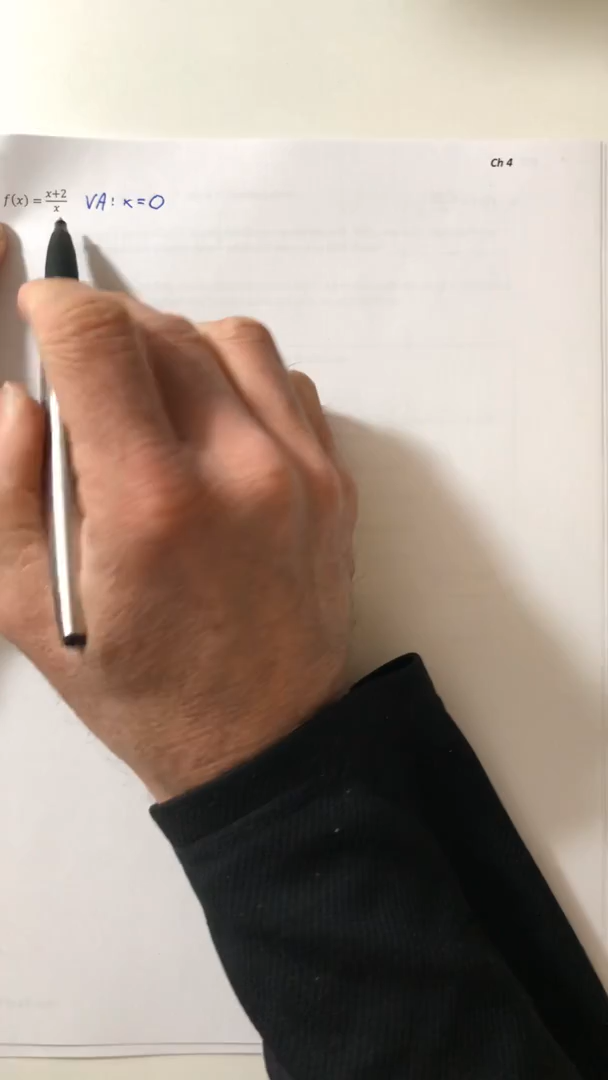 Ch 4
f(x) = x+2/x VA: x=0